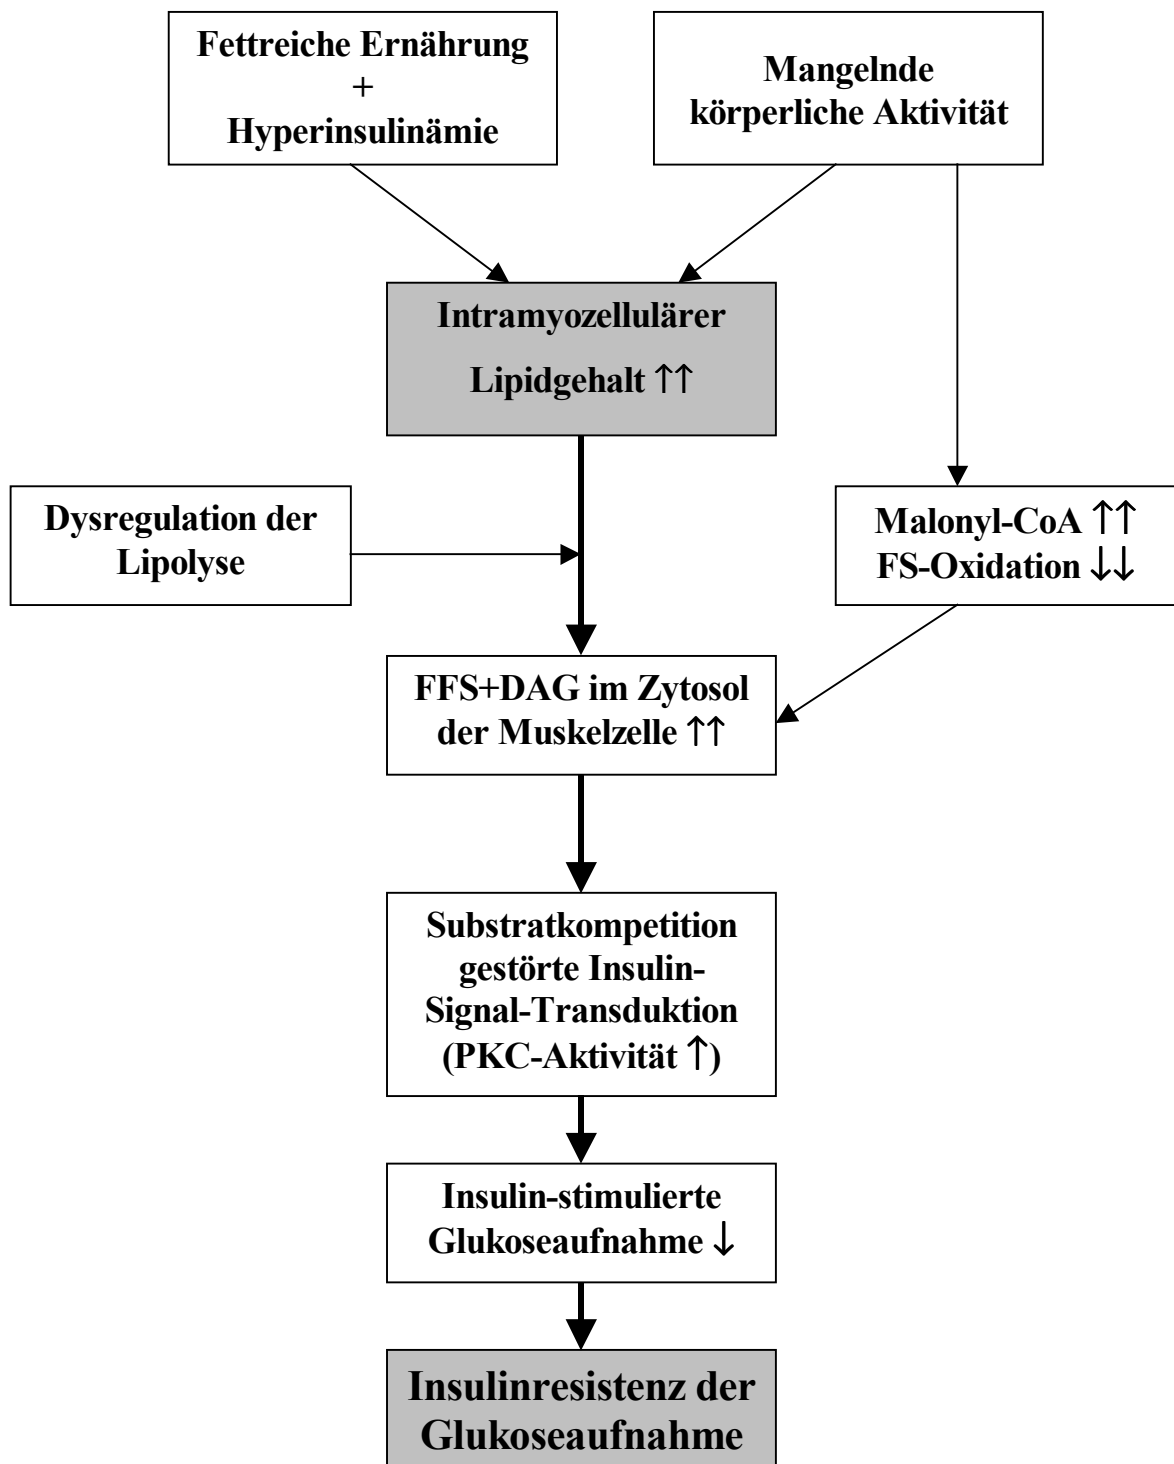 Fettreiche Ernährung
+
Hyperinsulinämie
Mangelnde
körperliche Aktivität
Intramyozellulärer
Lipidgehalt ↑↑
Dysregulation der
Lipolyse
Malonyl-CoA ↑↑
FS-Oxidation ↓↓
FFS+DAG im Zytosol
der Muskelzelle ↑↑
Substratkompetition
gestörte Insulin-
Signal-Transduktion
(PKC-Aktivität ↑)
Insulin-stimulierte
Glukoseaufnahme ↓
Insulinresistenz der
Glukoseaufnahme